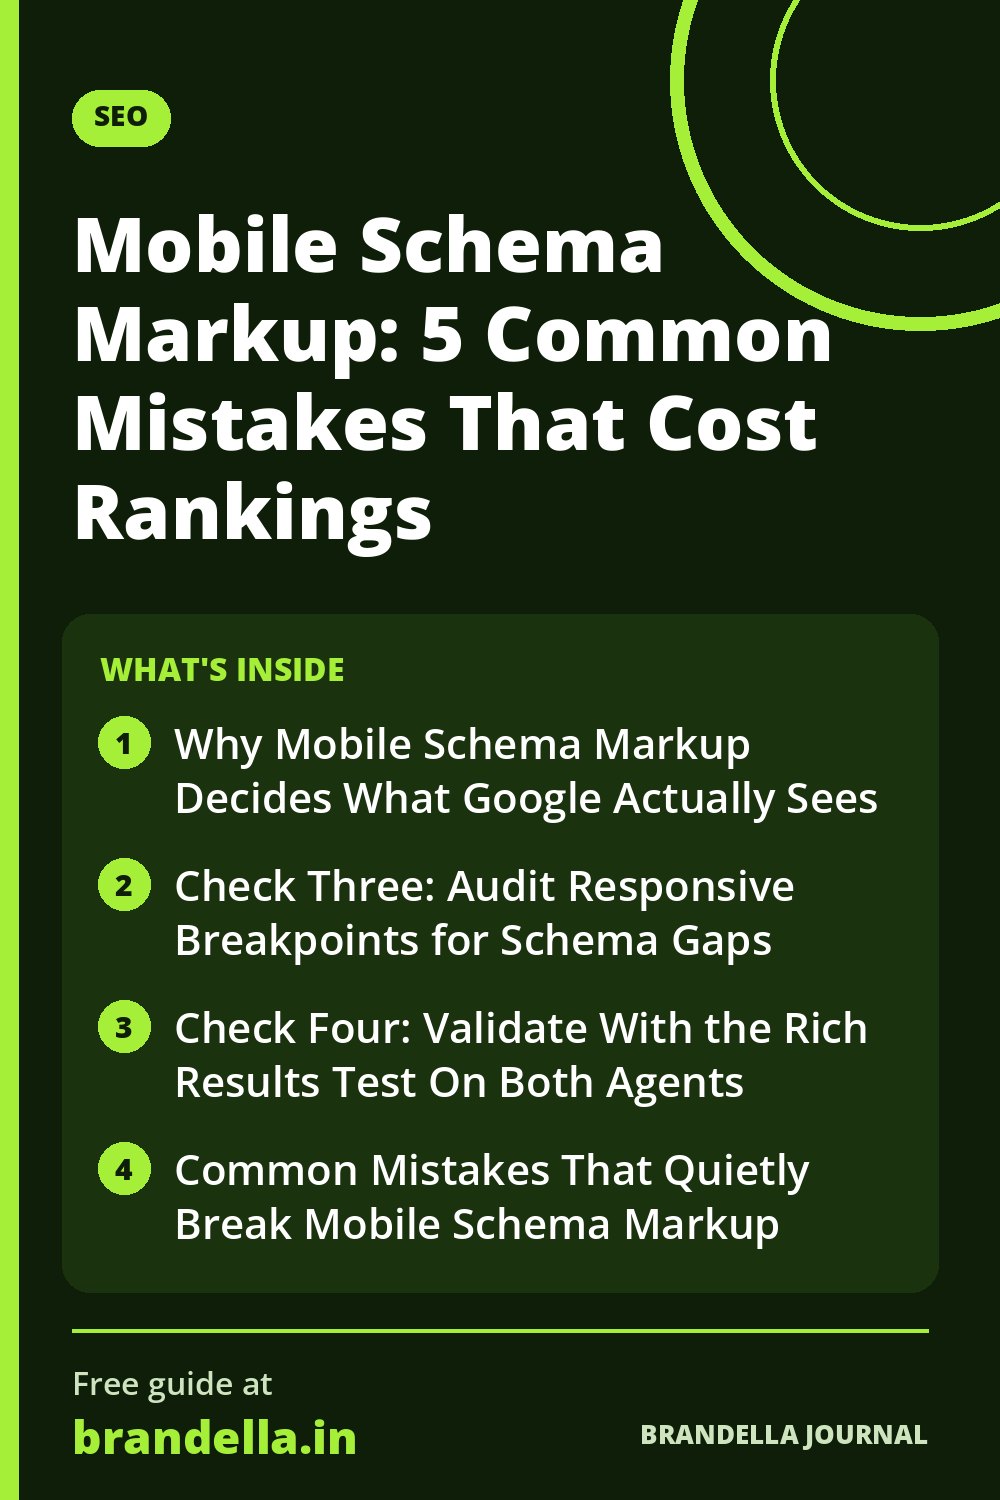 SEO
Mobile Schema
Markup: 5 Common
Mistakes That Cost
Rankings
WHAT'S INSIDE
1 Why Mobile Schema Markup
Decides What Google Actually Sees
2 Check Three: Audit Responsive
Breakpoints for Schema Gaps
3 Check Four: Validate With the Rich
Results Test On Both Agents
4 Common Mistakes That Quietly
Break Mobile Schema Markup
Free guide at
brandella.in
BRANDELLA JOURNAL